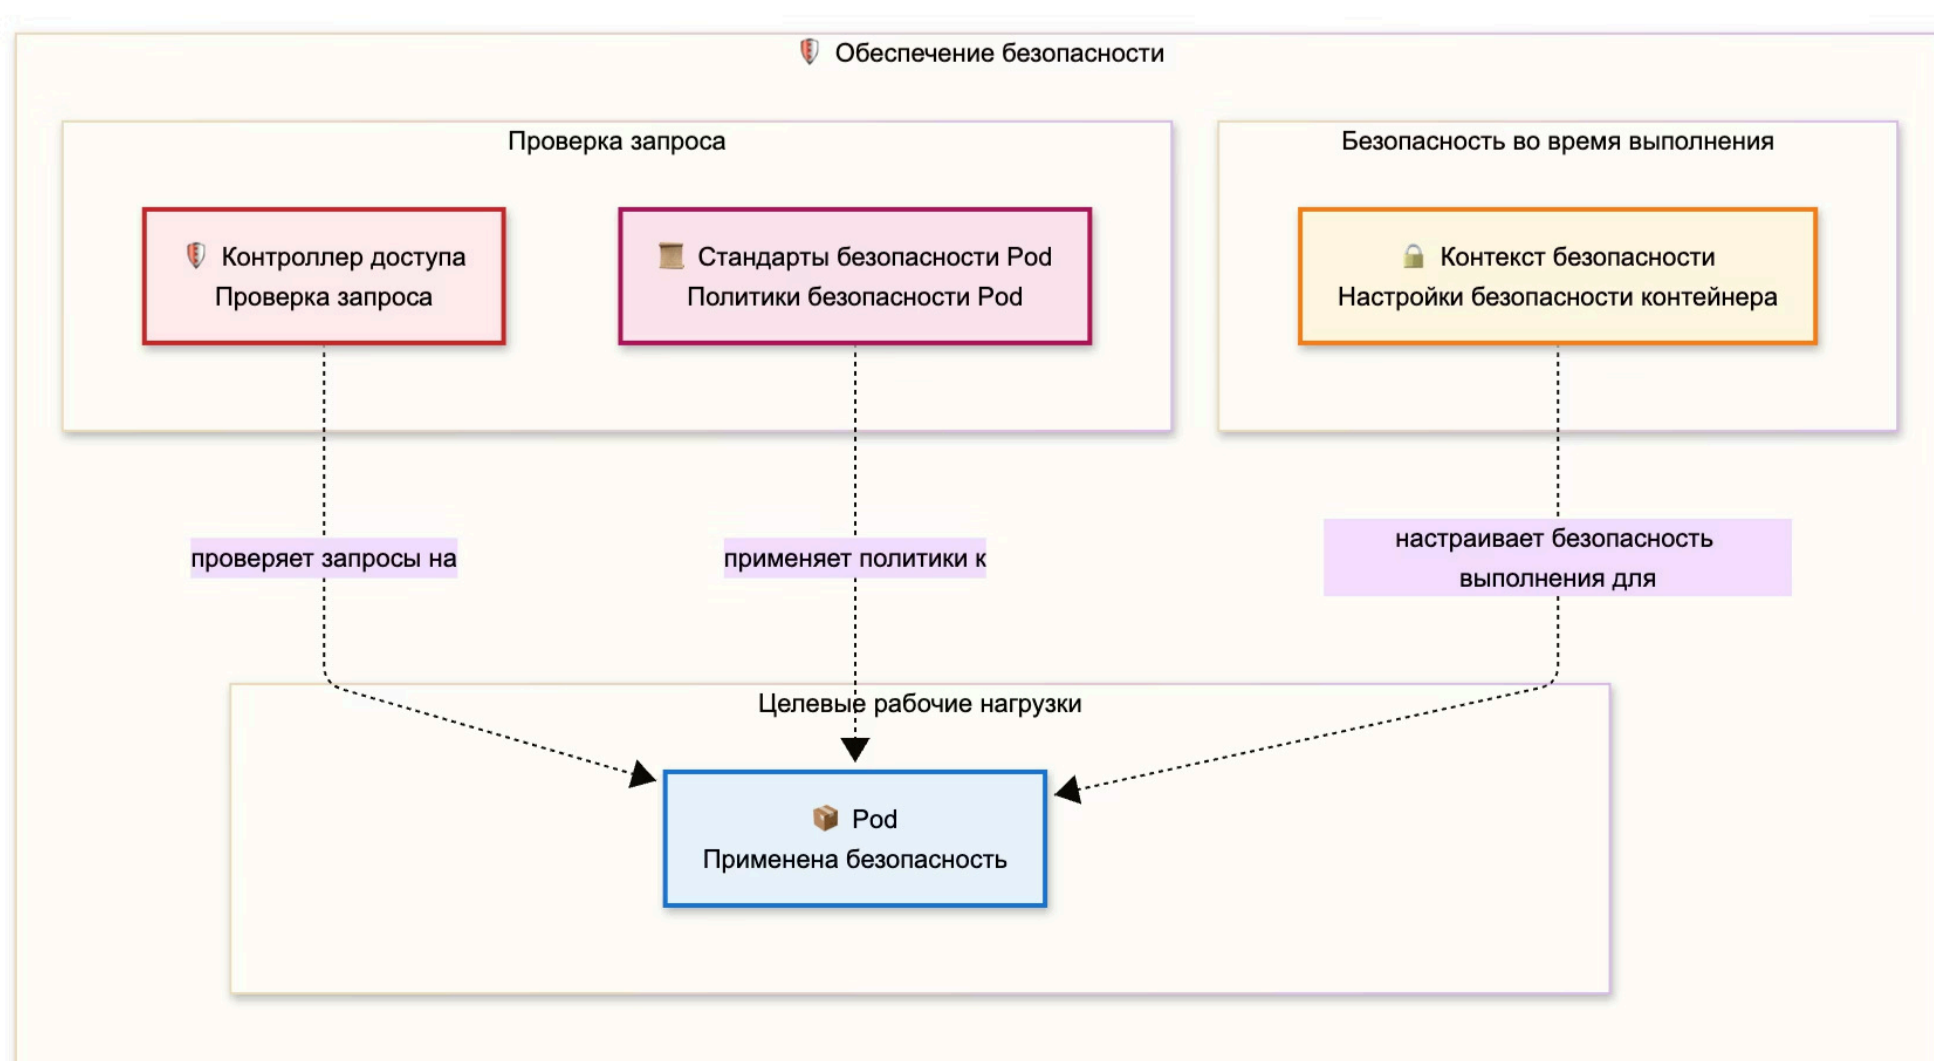 Обеспечение безопасности
Проверка запроса
Безопасность во время выполнения
Контроллер доступа
Проверка запроса
Стандарты безопасности Pod
Политики безопасности Pod
Контекст безопасности
Настройки безопасности контейнера
проверяет запросы на
применяет политики к
настраивает безопасность
выполнения для
Целевые рабочие нагрузки
Pod
Применена безопасность